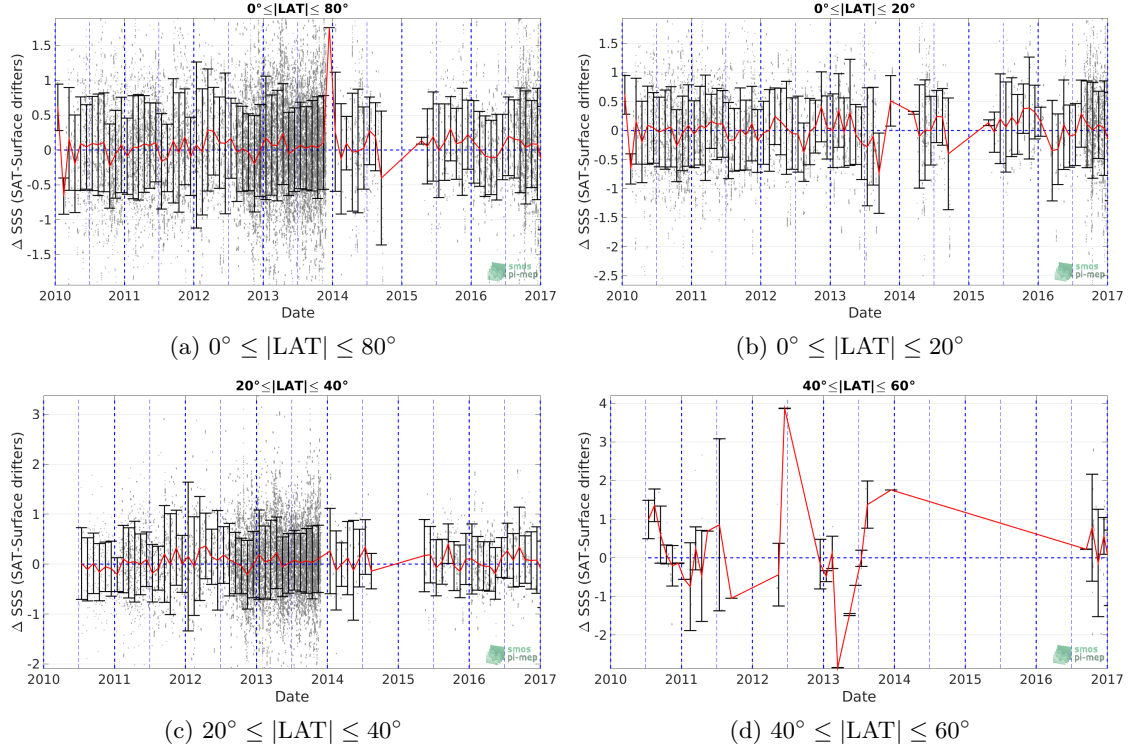 0°≤|LAT|≤ 80°
Δ SSS (SAT-Surface drifters)
1.5
1
0.5
0
-0.5
-1
-1.5
smos
pi-mep
2010 2011 2012 2013 2014 2015 2016 2017
Date
(a) 0° ≤ |LAT| ≤ 80°
0°≤|LAT|≤ 20°
Δ SSS (SAT-Surface drifters)
1.5
1
0.5
0
-0.5
-1
-1.5
-2
-2.5
smos
pi-mep
2010 2011 2012 2013 2014 2015 2016 2017
Date
(b) 0° ≤ |LAT| ≤ 20°
20°≤|LAT|≤ 40°
Δ SSS (SAT-Surface drifters)
3
2
1
0
-1
-2
smos
pi-mep
2010 2011 2012 2013 2014 2015 2016 2017
Date
(c) 20° ≤ |LAT| ≤ 40°
40°≤|LAT|≤ 60°
Δ SSS (SAT-Surface drifters)
4
3
2
1
0
-1
-2
smos
pi-mep
2010 2011 2012 2013 2014 2015 2016 2017
Date
(d) 40° ≤ |LAT| ≤ 60°